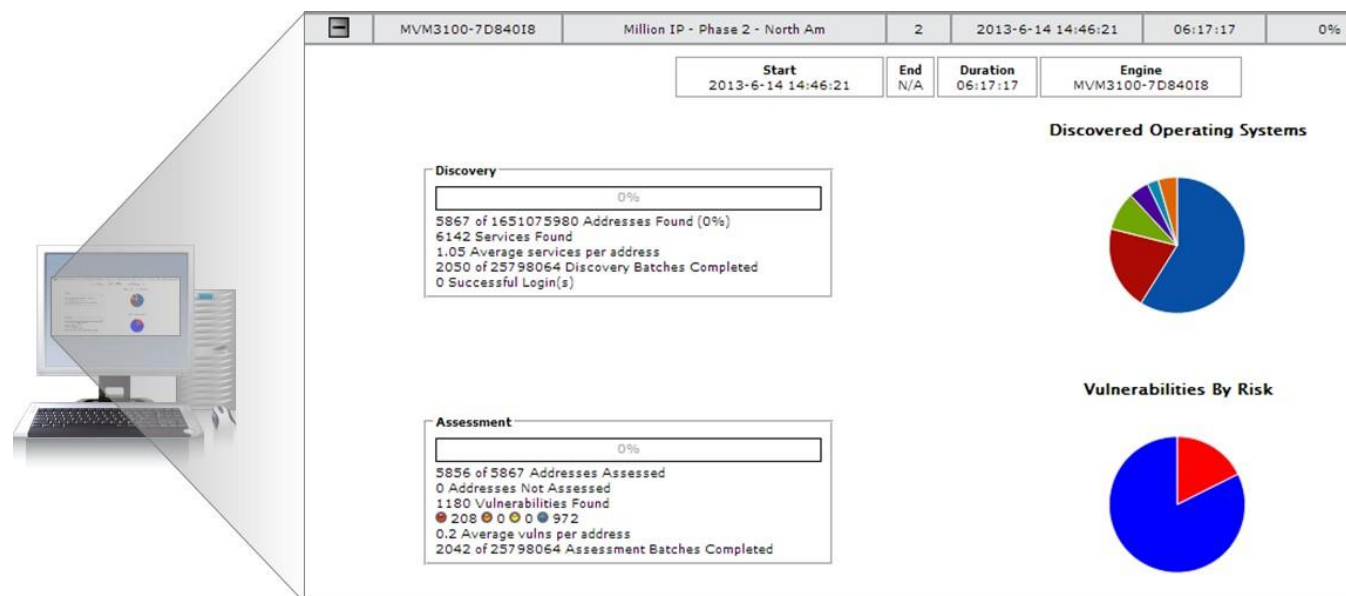 MVM3100-7D840I8 Million IP - Phase 2 - North Am 2 2013-6-14 14:46:21 06:17:17 0%
Start End Duration Engine
2013-6-14 14:46:21 N/A 06:17:17 MVM3100-7D840I8
Discovered Operating Systems
Discovery
0%
5867 of 1651075980 Addresses Found (0%)
6142 Services Found
1.05 Average services per address
2050 of 25798064 Discovery Batches Completed
0 Successful Login(s)
Vulnerabilities By Risk
Assessment
0%
5856 of 5867 Addresses Assessed
0 Addresses Not Assessed
1180 Vulnerabilities Found
208 0 0 972
0.2 Average vulns per address
2042 of 25798064 Assessment Batches Completed